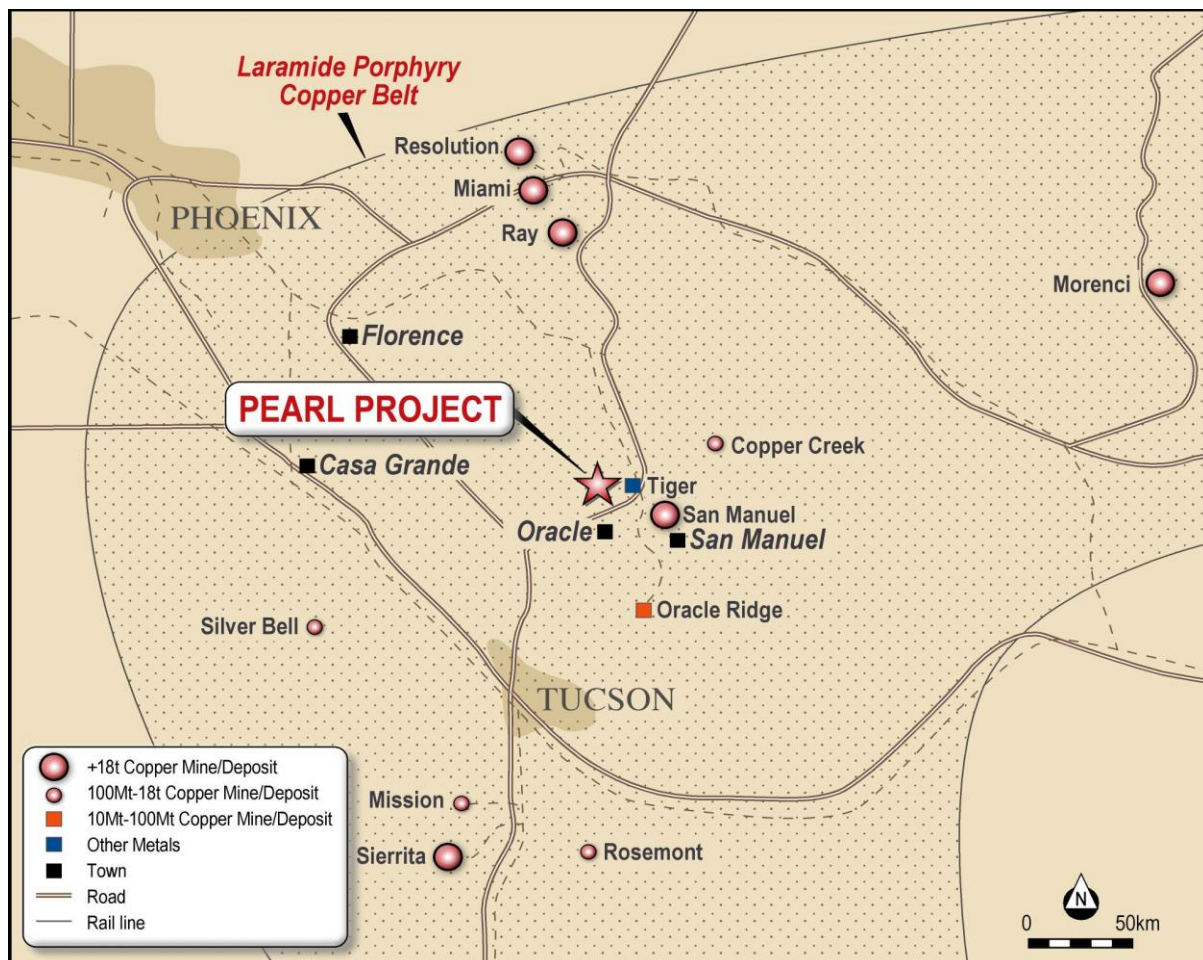 Laramide Porphyry
Copper Belt
Resolution
Miami
PHOENIX
Ray
Morenci
Florence
PEARL PROJECT
Copper Creek
Casa Grande
Tiger
San Manuel
Oracle
San Manuel
Oracle Ridge
Silver Bell
TUCSON
+18t Copper Mine/Deposit
100Mt-18t Copper Mine/Deposit
10Mt-100Mt Copper Mine/Deposit
Other Metals
Town
Road
Rail line
Mission
Sierrita
Rosemont
N
0 50km